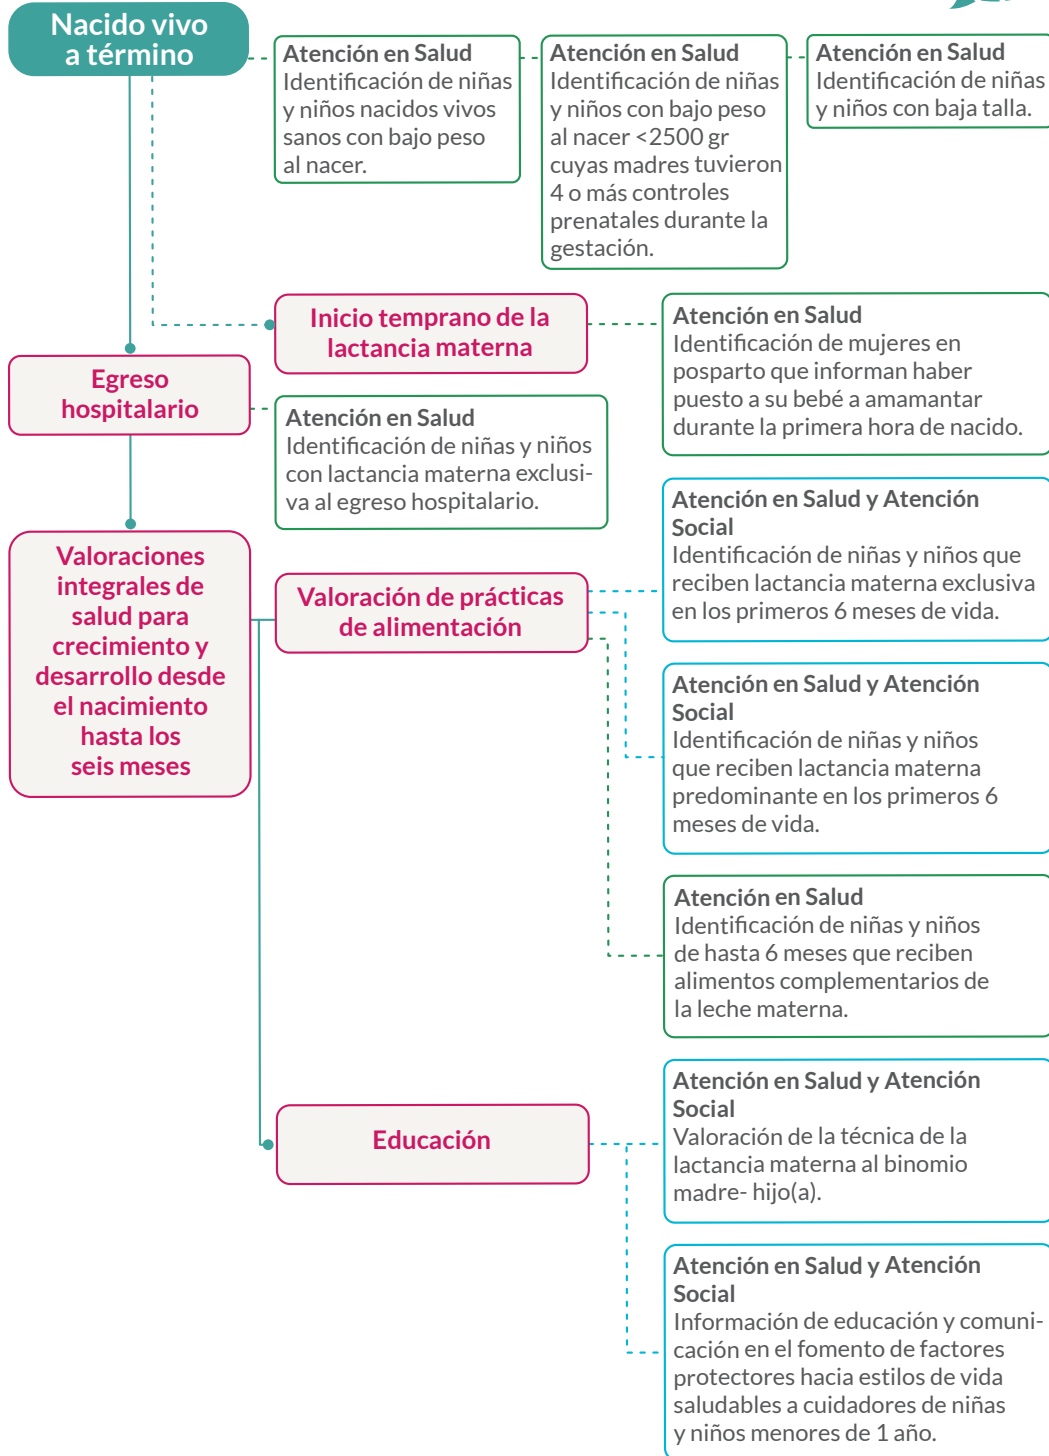 Nacido vivo
a término
Atención en Salud
Identificación de niñas
y niños nacidos vivos
sanos con bajo peso
al nacer.
Atención en Salud
Identificación de niñas
y niños con bajo peso
al nacer <2500 gr
cuyas madres tuvieron
4 o más controles
prenatales durante la
gestación.
Atención en Salud
Identificación de niñas
y niños con baja talla.
Inicio temprano de la
lactancia materna
Atención en Salud
Identificación de mujeres en
posparto que informan haber
puesto a su bebé a amamantar
durante la primera hora de nacido.
Egreso
hospitalario
Atención en Salud
Identificación de niñas y niños
con lactancia materna exclusi-
va al egreso hospitalario.
Valoraciones
integrales de
salud para
crecimiento y
desarrollo desde
el nacimiento
hasta los
seis meses
Valoración de prácticas
de alimentación
Atención en Salud y Atención
Social
Identificación de niñas y niños que
reciben lactancia materna exclusiva
en los primeros 6 meses de vida.
Atención en Salud y Atención
Social
Identificación de niñas y niños
que reciben lactancia materna
predominante en los primeros 6
meses de vida.
Atención en Salud
Identificación de niñas y niños
de hasta 6 meses que reciben
alimentos complementarios de
la leche materna.
Educación
Atención en Salud y Atención
Social
Valoración de la técnica de la
lactancia materna al binomio
madre- hijo(a).
Atención en Salud y Atención
Social
Información de educación y comuni-
cación en el fomento de factores
protectores hacia estilos de vida
saludables a cuidadores de niñas
y niños menores de 1 año.